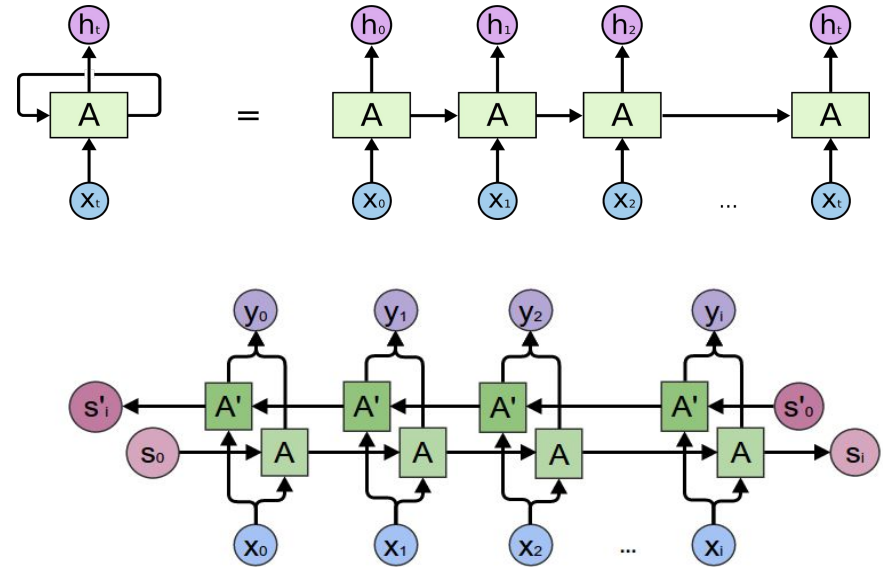 hₜ h₀ h₁ h₂ hₜ
A = A A A A
xₜ x₀ x₁ x₂ ... xₜ
y₀ y₁ y₂ yᵢ
s'ᵢ A' A' A' A' s'₀
s₀ A A A A sᵢ
x₀ x₁ x₂ ... xᵢ